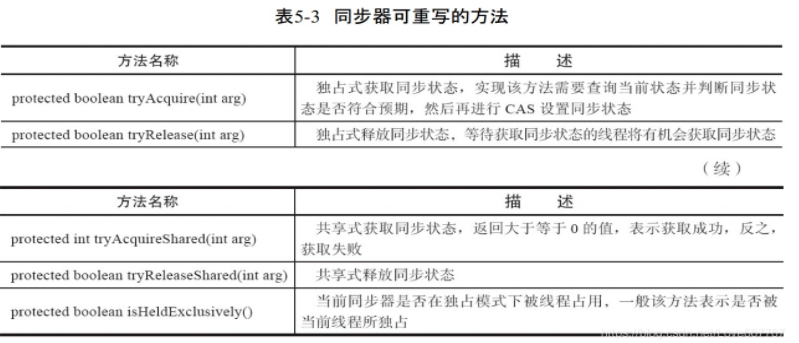 表5-3 同步器可重写的方法
方法名称 描 述
protected boolean tryAcquire(int arg) 独占式获取同步状态，实现该方法需要查询当前状态并判断同步状
态是否符合预期，然后再进行 CAS 设置同步状态
protected boolean tryRelease(int arg) 独占式释放同步状态，等待获取同步状态的线程将有机会获取同步状态
（续）
方法名称 描 述
protected int tryAcquireShared(int arg) 共享式获取同步状态，返回大于等于 0 的值，表示获取成功，反之，
获取失败
protected boolean tryReleaseShared(int arg) 共享式释放同步状态
protected boolean isHeldExclusively() 当前同步器是否在独占模式下被线程占用，一般该方法表示是否被
当前线程所独占